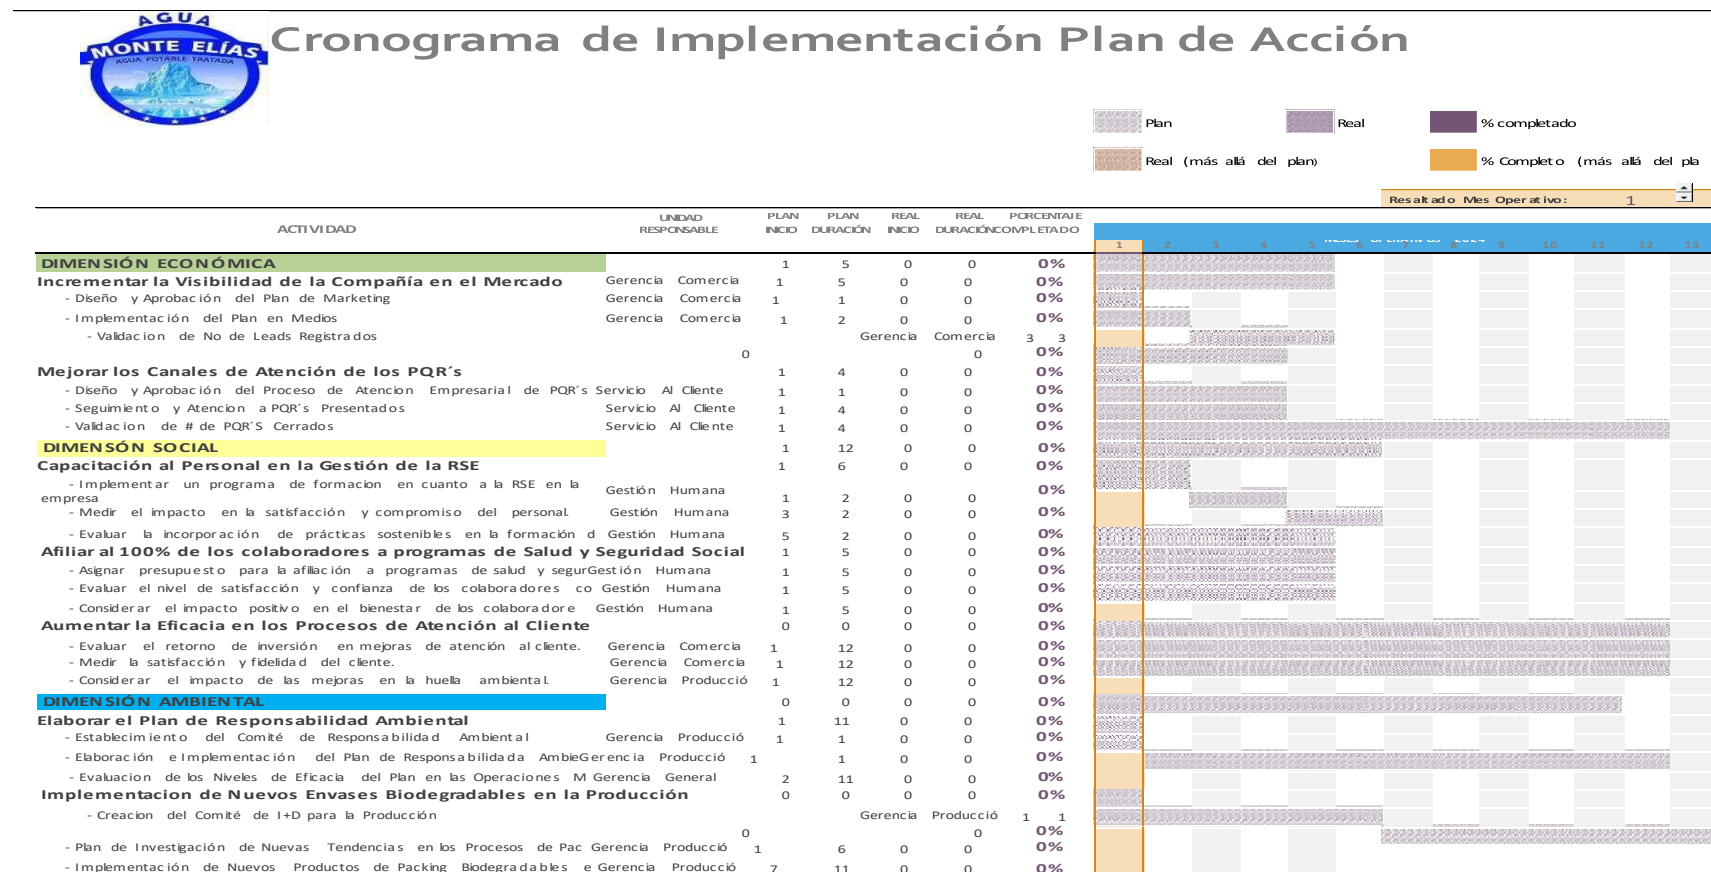 AGUA
MONTE ELÍAS
AGUA POTABLE TRATADA
Cronograma de Implementación Plan de Acción
Plan Real % completado
Real (más allá del plan) % Completo (más allá del pla
Resaltado Mes Operativo: 1
ACTIVIDAD UNIDAD RESPONSABLE PLAN INICIO PLAN DURACIÓN REAL INICIO REAL DURACIÓN PORCENTAJE COMPLETADO
MESES OPERATIVOS 2024
1 2 3 4 5 6 7 8 9 10 11 12 13
DIMENSIÓN ECONÓMICA 1 5 0 0 0%
Incrementar la Visibilidad de la Compañía en el Mercado Gerencia Comercia 1 5 0 0 0%
- Diseño y Aprobación del Plan de Marketing Gerencia Comercia 1 1 0 0 0%
- Implementación del Plan en Medios Gerencia Comercia 1 2 0 0 0%
- Validacion de No de Leads Registrados Gerencia Comercia 3 3
0 0 0%
Mejorar los Canales de Atención de los PQR´s 1 4 0 0 0%
- Diseño y Aprobación del Proceso de Atencion Empresarial de PQR´s Servicio Al Cliente 1 1 0 0 0%
- Seguimiento y Atencion a PQR´s Presentados Servicio Al Cliente 1 4 0 0 0%
- Validacion de # de PQR´S Cerrados Servicio Al Cliente 1 4 0 0 0%
DIMENSÓN SOCIAL 1 12 0 0 0%
Capacitación al Personal en la Gestión de la RSE 1 6 0 0 0%
- Implementar un programa de formacion en cuanto a la RSE en la
empresa Gestión Humana 1 2 0 0 0%
- Medir el impacto en la satisfacción y compromiso del personal. Gestión Humana 3 2 0 0 0%
- Evaluar la incorporación de prácticas sostenibles en la formación d Gestión Humana 5 2 0 0 0%
Afiliar al 100% de los colaboradores a programas de Salud y Seguridad Social 1 5 0 0 0%
- Asignar presupuesto para la afiliación a programas de salud y segurGestión Humana 1 5 0 0 0%
- Evaluar el nivel de satisfacción y confianza de los colaboradores co Gestión Humana 1 5 0 0 0%
- Considerar el impacto positivo en el bienestar de los colaboradore Gestión Humana 1 5 0 0 0%
Aumentar la Eficacia en los Procesos de Atención al Cliente 0 0 0 0 0%
- Evaluar el retorno de inversión en mejoras de atención al cliente. Gerencia Comercia 1 12 0 0 0%
- Medir la satisfacción y fidelidad del cliente. Gerencia Comercia 1 12 0 0 0%
- Considerar el impacto de las mejoras en la huella ambiental. Gerencia Producció 1 12 0 0 0%
DIMENSIÓN AMBIENTAL 0 0 0 0 0%
Elaborar el Plan de Responsabilidad Ambiental 1 11 0 0 0%
- Establecimiento del Comité de Responsabilidad Ambiental Gerencia Producció 1 1 0 0 0%
- Elaboración e Implementación del Plan de Responsabilidada AmbieGerencia Producció 1 1 0 0 0%
- Evaluacion de los Niveles de Eficacia del Plan en las Operaciones M Gerencia General 2 11 0 0 0%
Implementacion de Nuevos Envases Biodegradables en la Producción 0 0 0 0 0%
- Creacion del Comité de I+D para la Producción Gerencia Producció 1 1
0 0 0%
- Plan de Investigación de Nuevas Tendencias en los Procesos de Pac Gerencia Producció 1 6 0 0 0%
- Implementación de Nuevos Productos de Packing Biodegradables e Gerencia Producció 7 11 0 0 0%